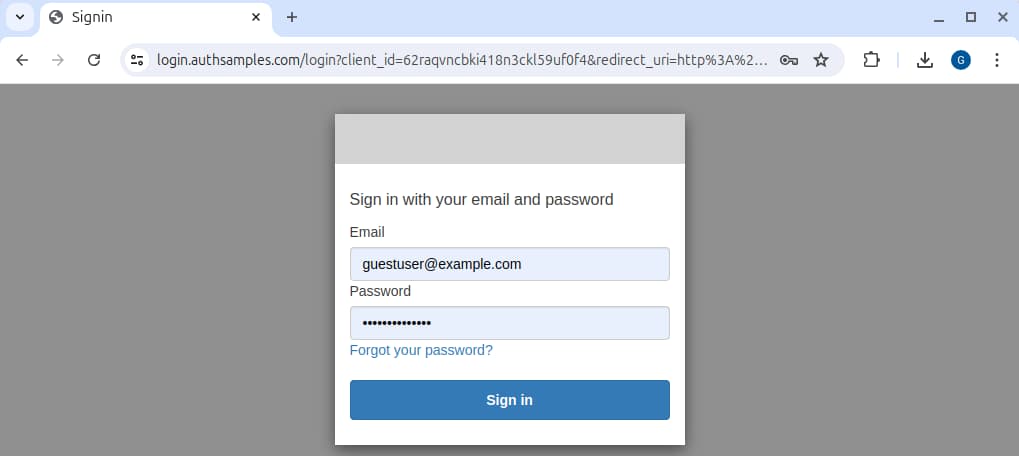 Signin
login.authsamples.com/login?client_id=62raqvncbki418n3ckl59uf0f4&redirect_uri=http%3A%2...
G
Sign in with your email and password
Email
guestuser@example.com
Password
••••••••••••••
Forgot your password?
Sign in